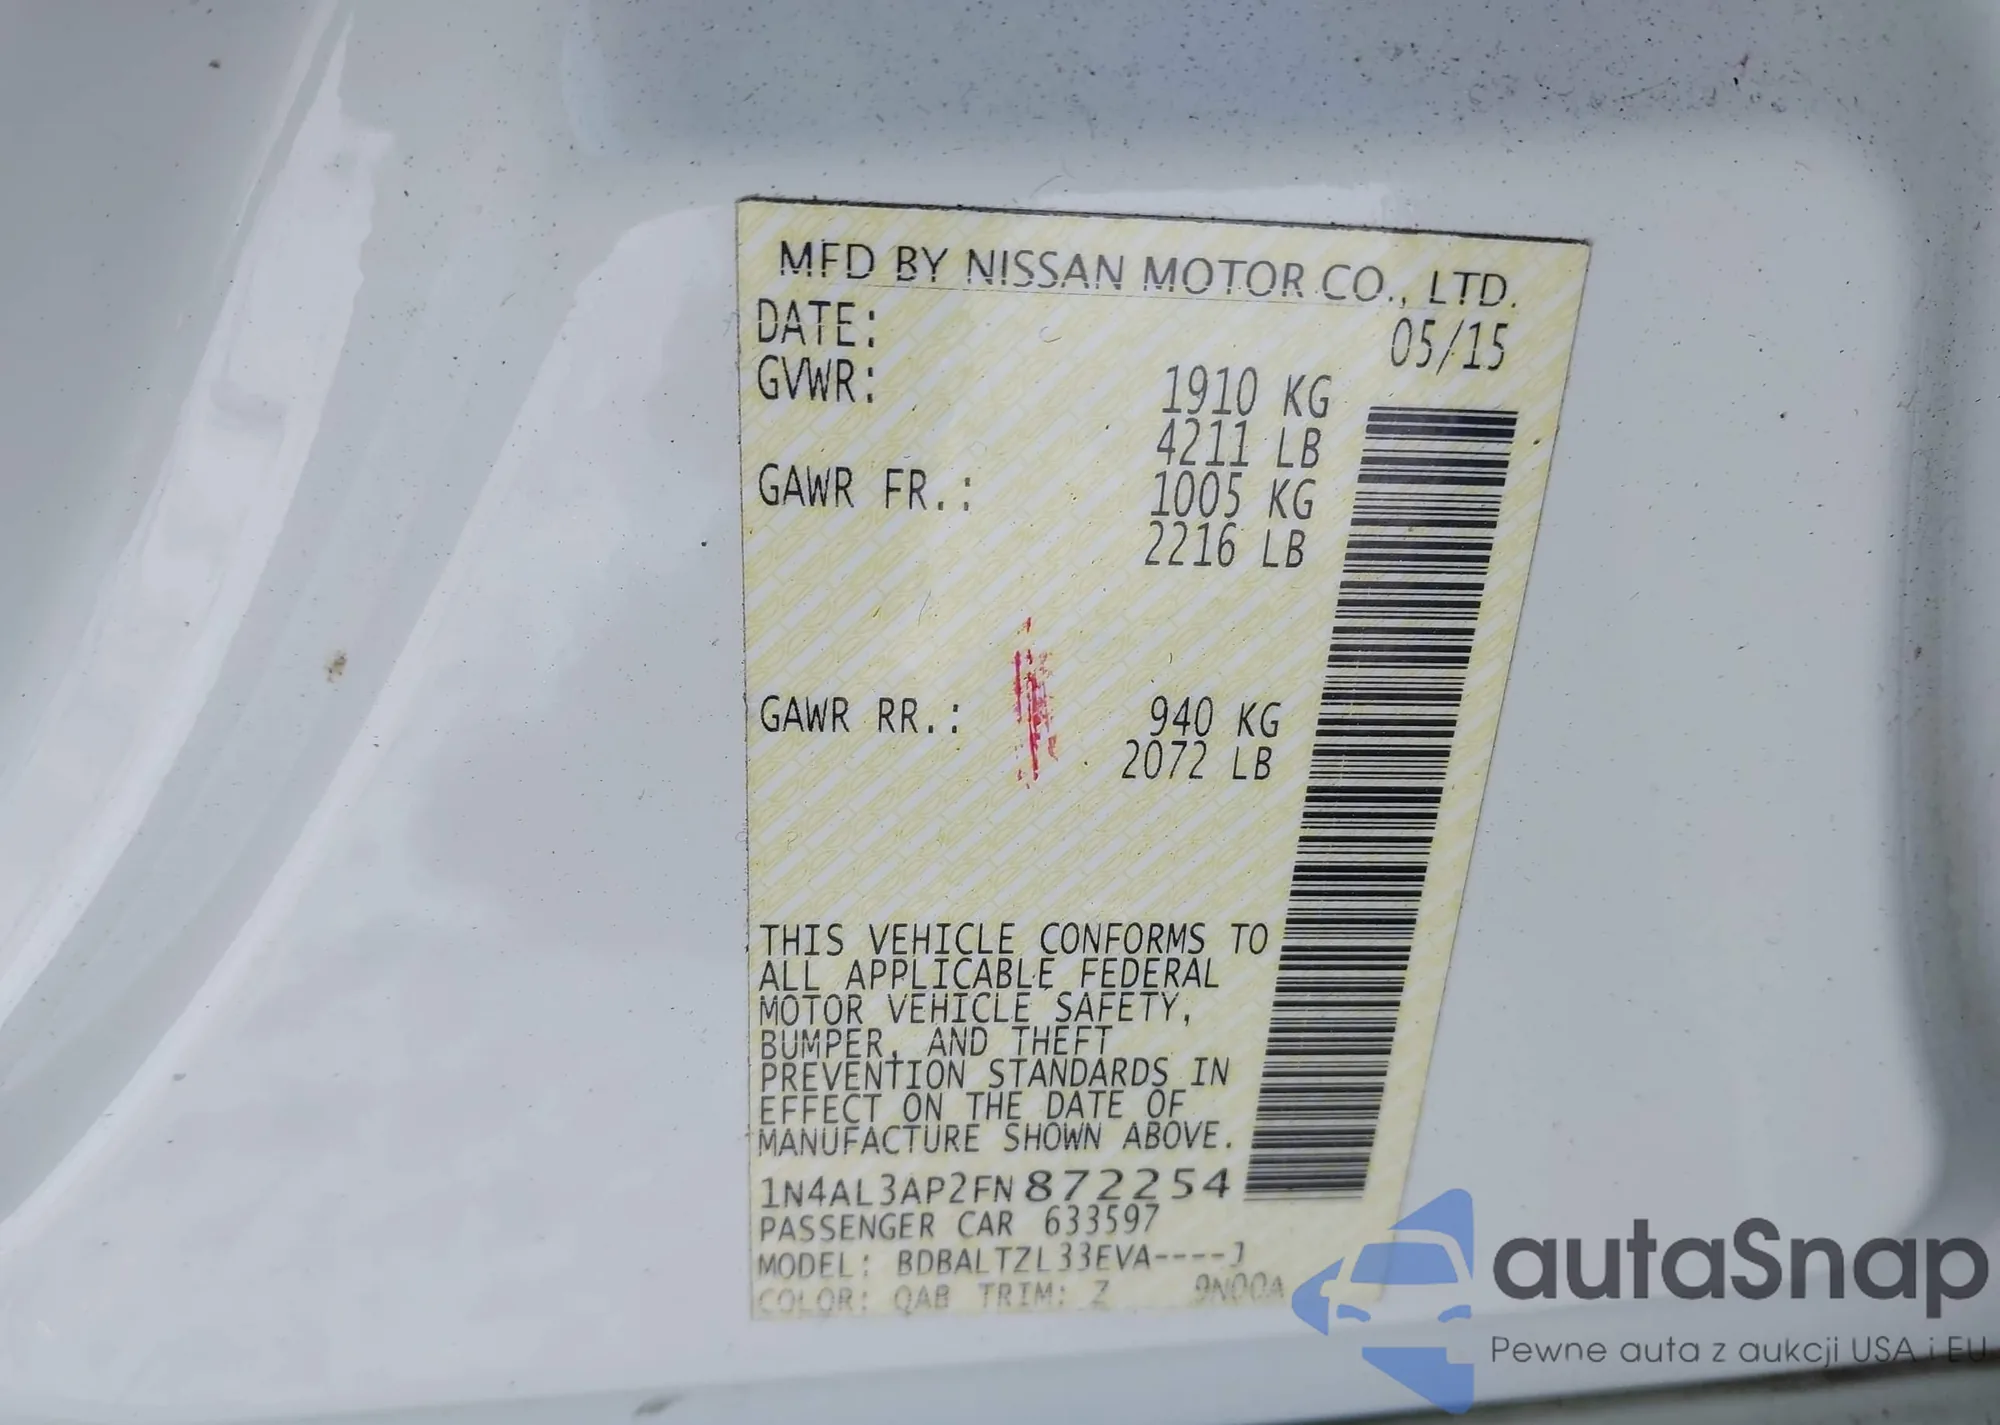 MFD BY NISSAN MOTOR CO., LTD.
DATE: 05/15
GVWR: 1910 KG
4211 LB
GAWR FR.: 1005 KG
2216 LB
GAWR RR.: 940 KG
2072 LB
THIS VEHICLE CONFORMS TO
ALL APPLICABLE FEDERAL
MOTOR VEHICLE SAFETY,
BUMPER, AND THEFT
PREVENTION STANDARDS IN
EFFECT ON THE DATE OF
MANUFACTURE SHOWN ABOVE.
1N4AL3AP2FN872254
PASSENGER CAR 633597
MODEL: BDBALTZL33EVA----J
COLOR: QAB TRIM: Z 9N00A
autaSnap
Pewne auta z aukcji USA i EU